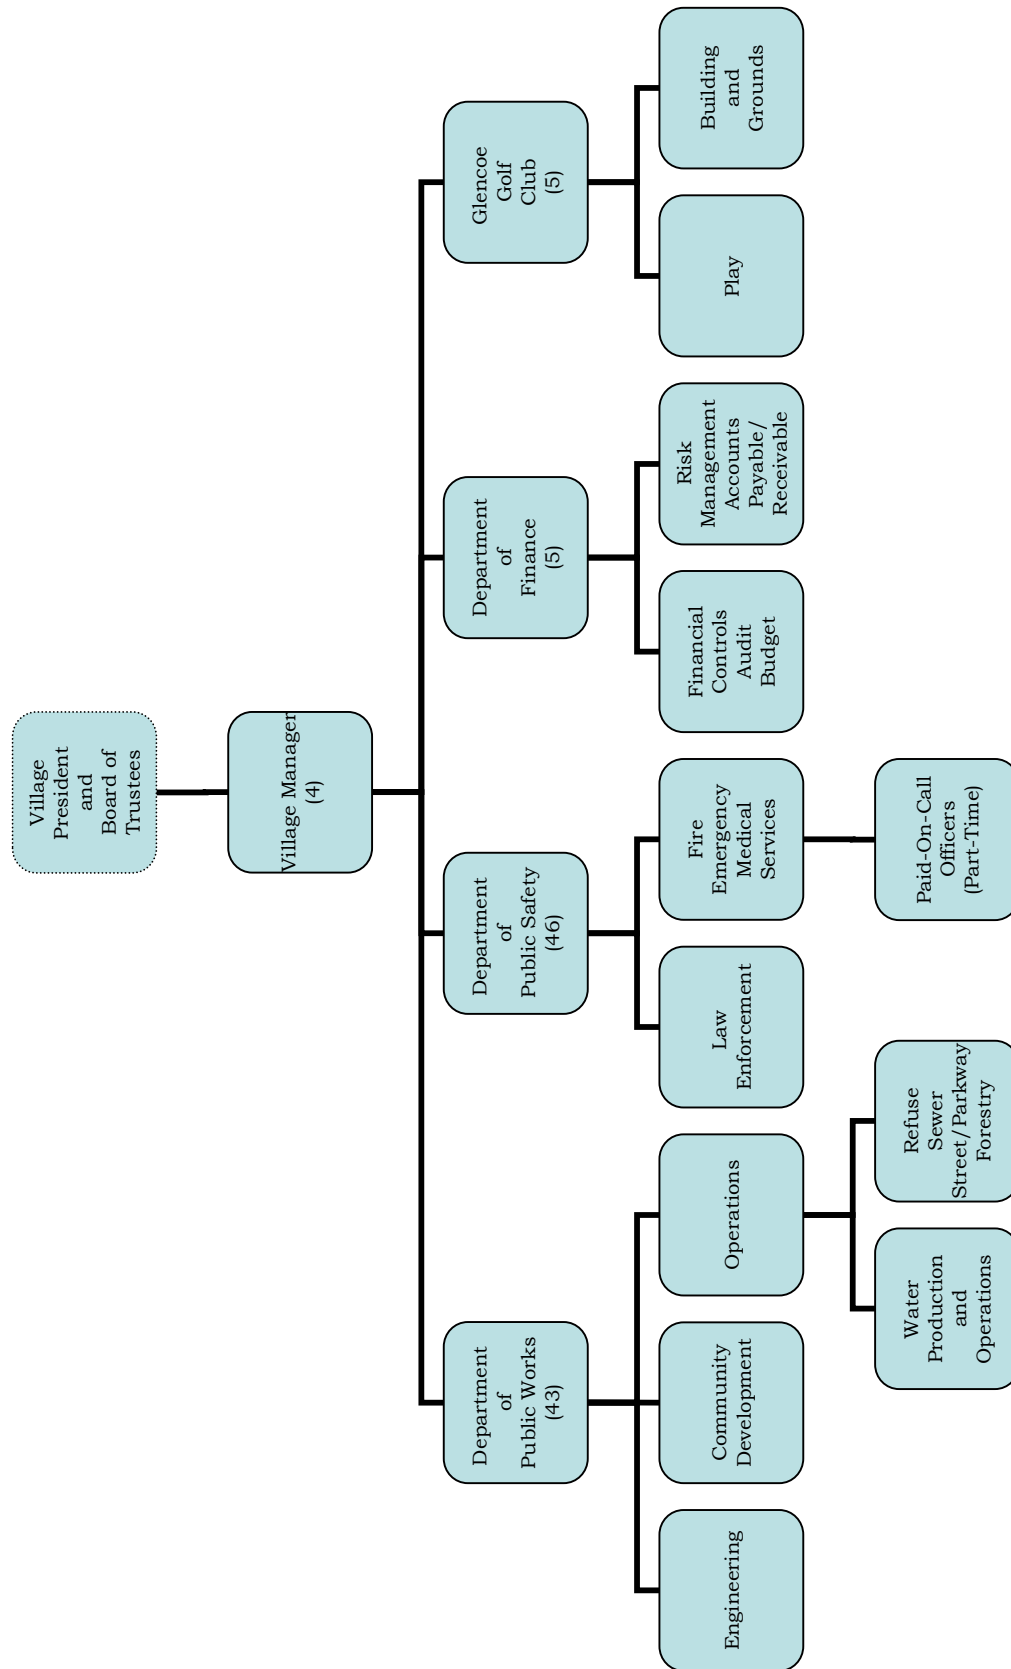 Village
President
and
Board of
Trustees
Village Manager
(4)
Department
of
Public Works
(43)
Department
of
Public Safety
(46)
Department
of
Finance
(5)
Glencoe
Golf
Club
(5)
Engineering
Community
Development
Operations
Law
Enforcement
Fire
Emergency
Medical
Services
Financial
Controls
Audit
Budget
Risk
Management
Accounts
Payable/
Receivable
Play
Building
and
Grounds
Water
Production
and
Operations
Refuse
Sewer
Street/Parkway
Forestry
Paid-On-Call
Officers
(Part-Time)